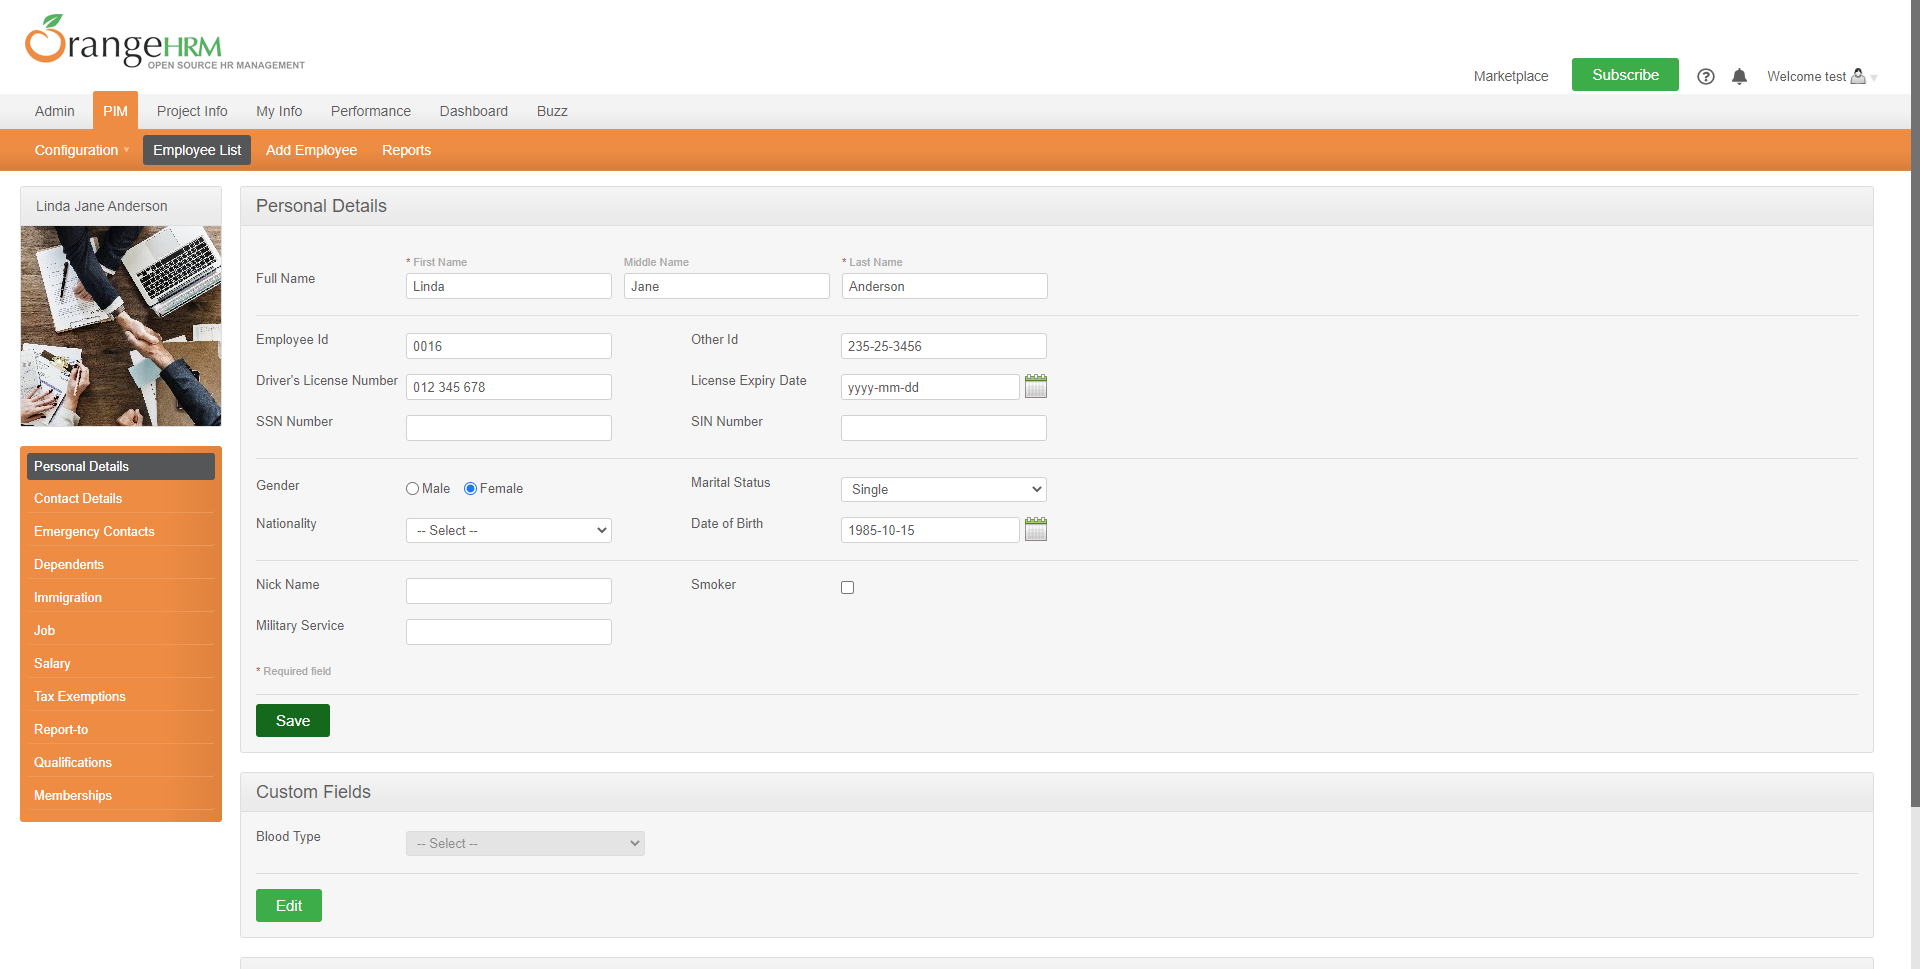 OrangeHRM
OPEN SOURCE HR MANAGEMENT
Marketplace Subscribe Welcome test
Admin PIM Project Info My Info Performance Dashboard Buzz
Configuration Employee List Add Employee Reports
Linda Jane Anderson
Personal Details
Contact Details
Emergency Contacts
Dependents
Immigration
Job
Salary
Tax Exemptions
Report-to
Qualifications
Memberships
Personal Details
* First Name Middle Name * Last Name
Full Name Linda Jane Anderson
Employee Id 0016 Other Id 235-25-3456
Driver's License Number 012 345 678 License Expiry Date yyyy-mm-dd
SSN Number SIN Number
Gender Male Female Marital Status Single
Nationality -- Select -- Date of Birth 1985-10-15
Nick Name Smoker
Military Service
* Required field
Save
Custom Fields
Blood Type -- Select --
Edit